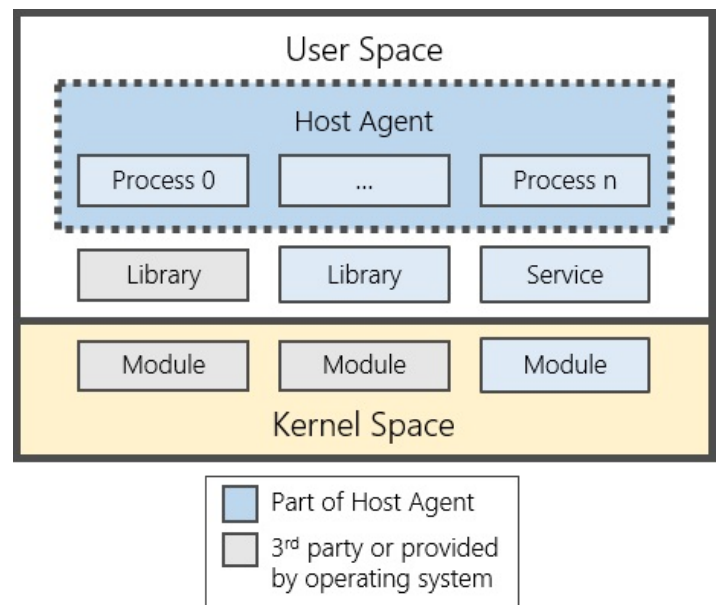 User Space
Host Agent
Process 0
...
Process n
Library
Library
Service
Module
Module
Module
Kernel Space
Part of Host Agent
3rd party or provided
by operating system